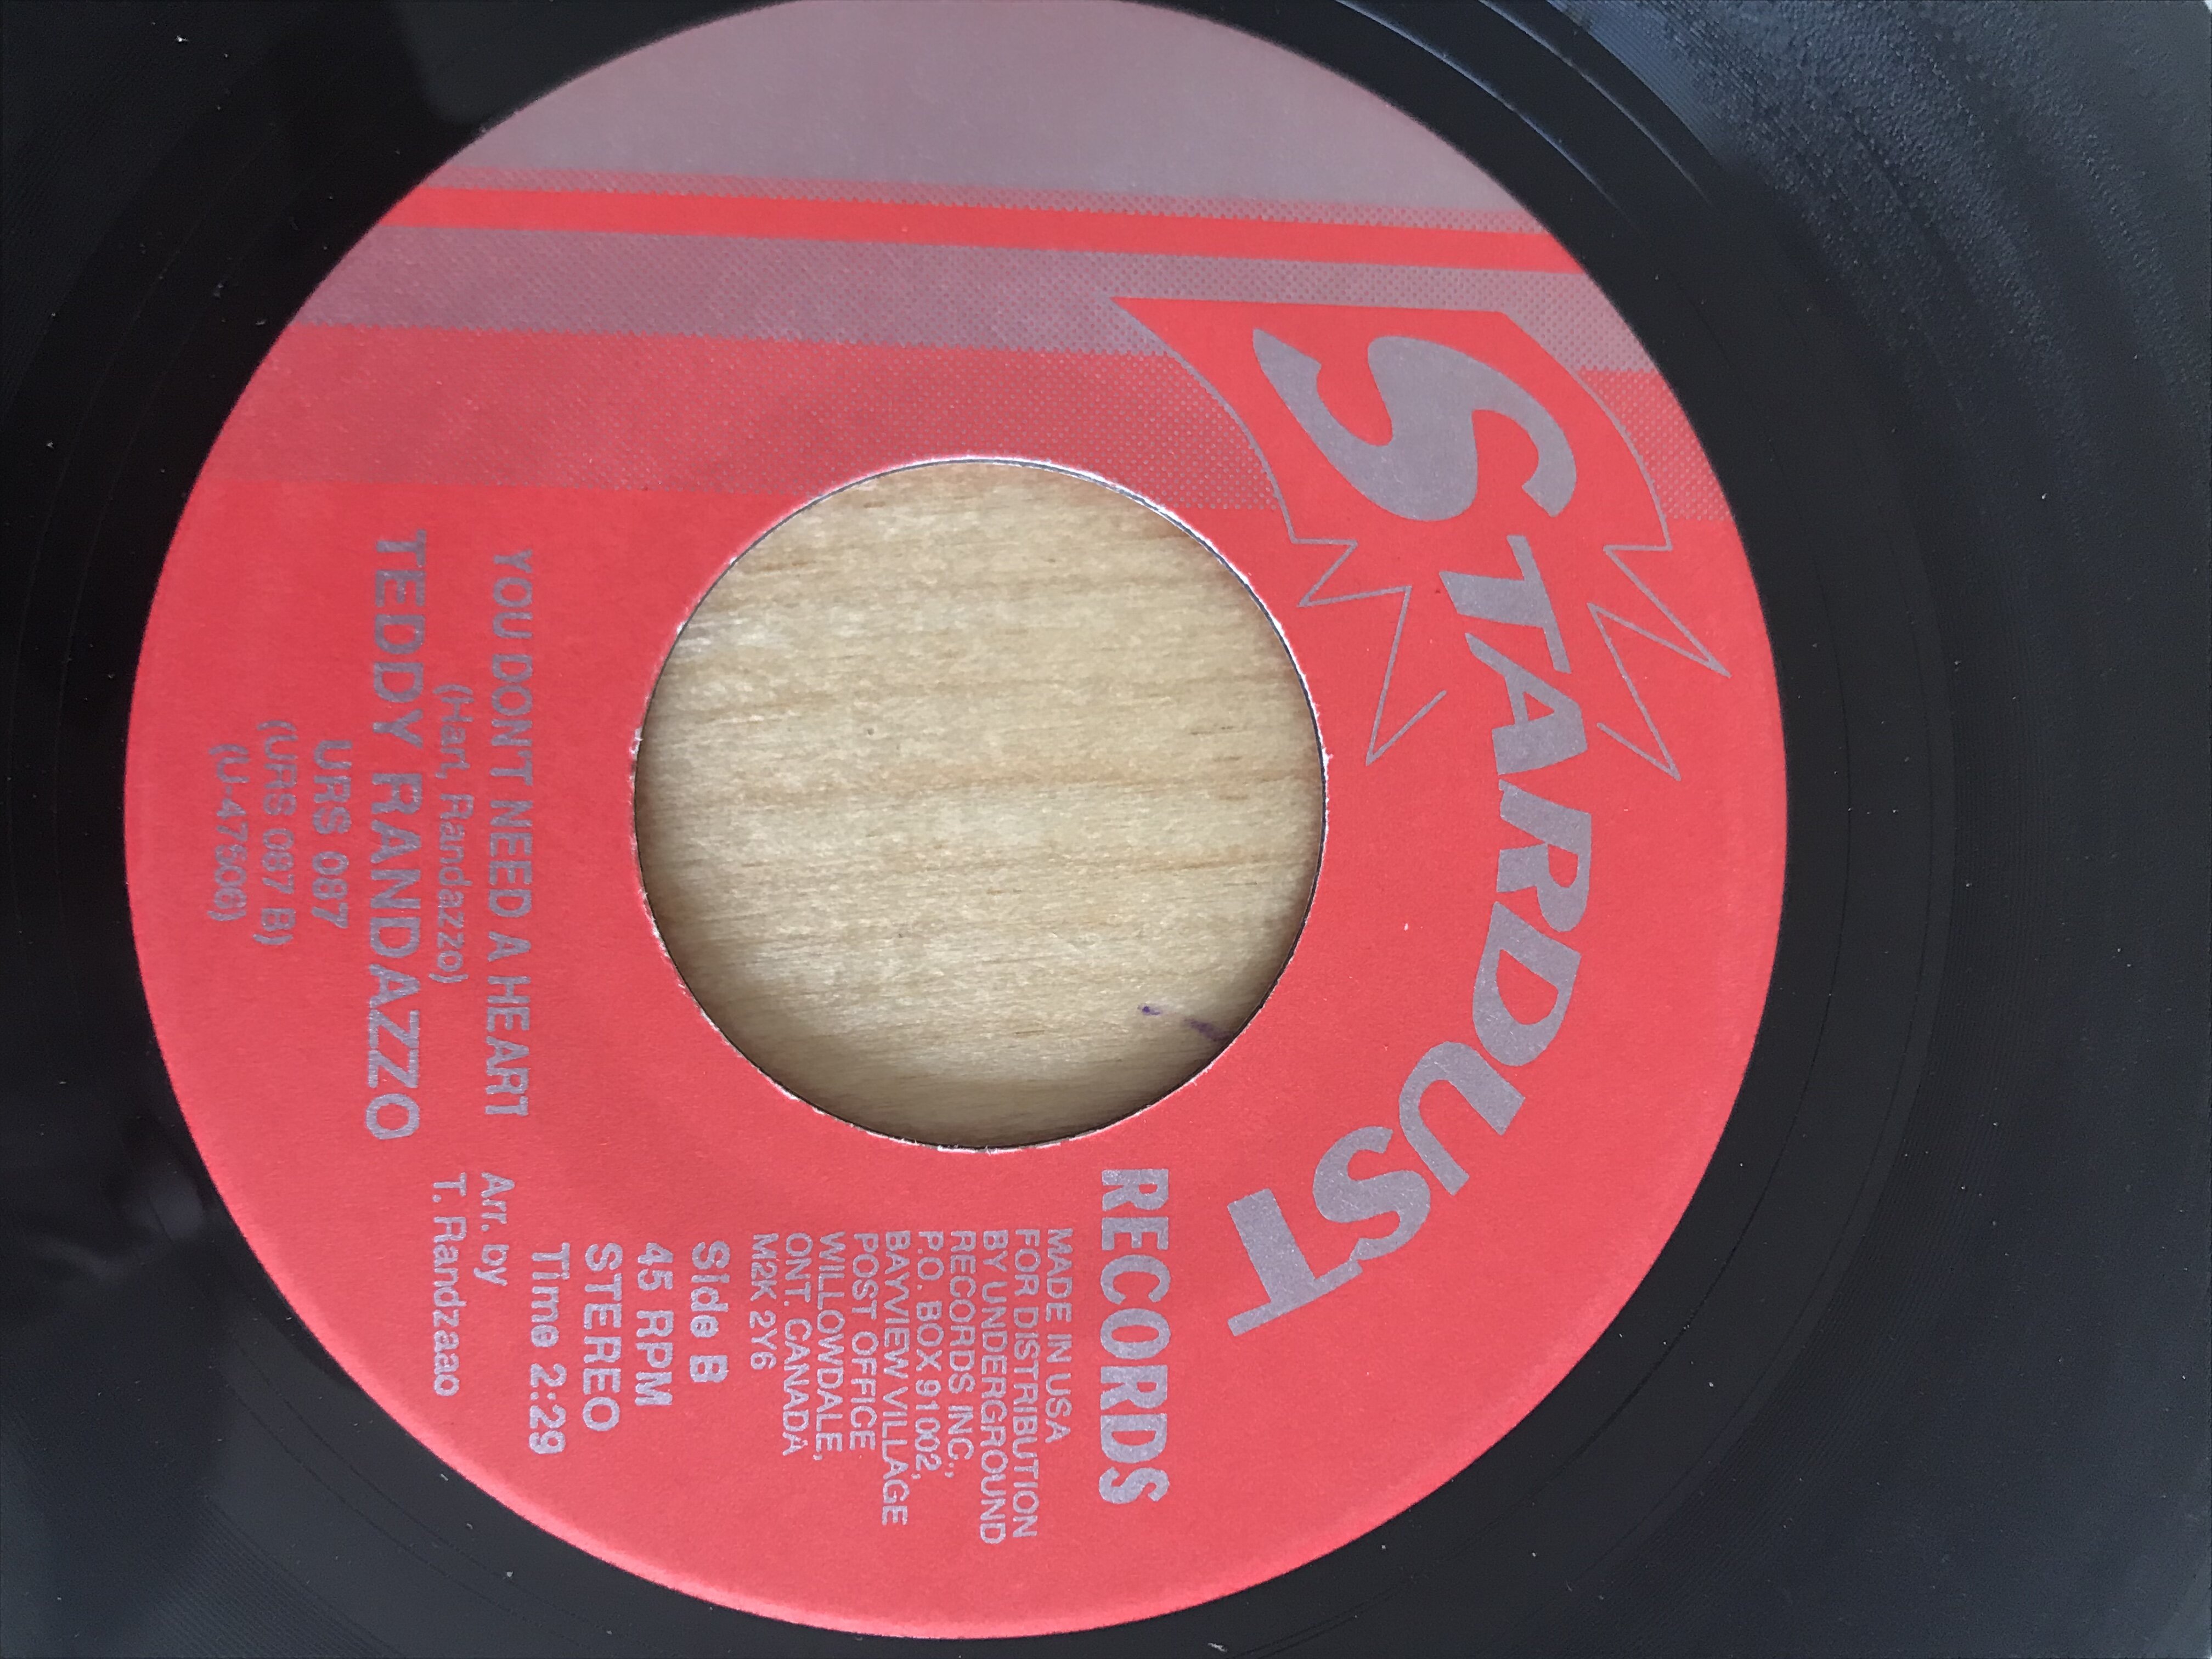 STARDUST
RECORDS
MADE IN USA
FOR DISTRIBUTION
BY UNDERGROUND
RECORDS INC.,
P.O. BOX 91002,
BAYVIEW VILLAGE
POST OFFICE
WILLOWDALE,
ONT. CANADA
M2K 2Y6
Side B
45 RPM
STEREO
Time 2:29
Arr. by
T. Randzaao
YOU DON'T NEED A HEART
(Hart, Randazzo)
TEDDY RANDAZZO
URS 087
(URS 087 B)
(U-47506)